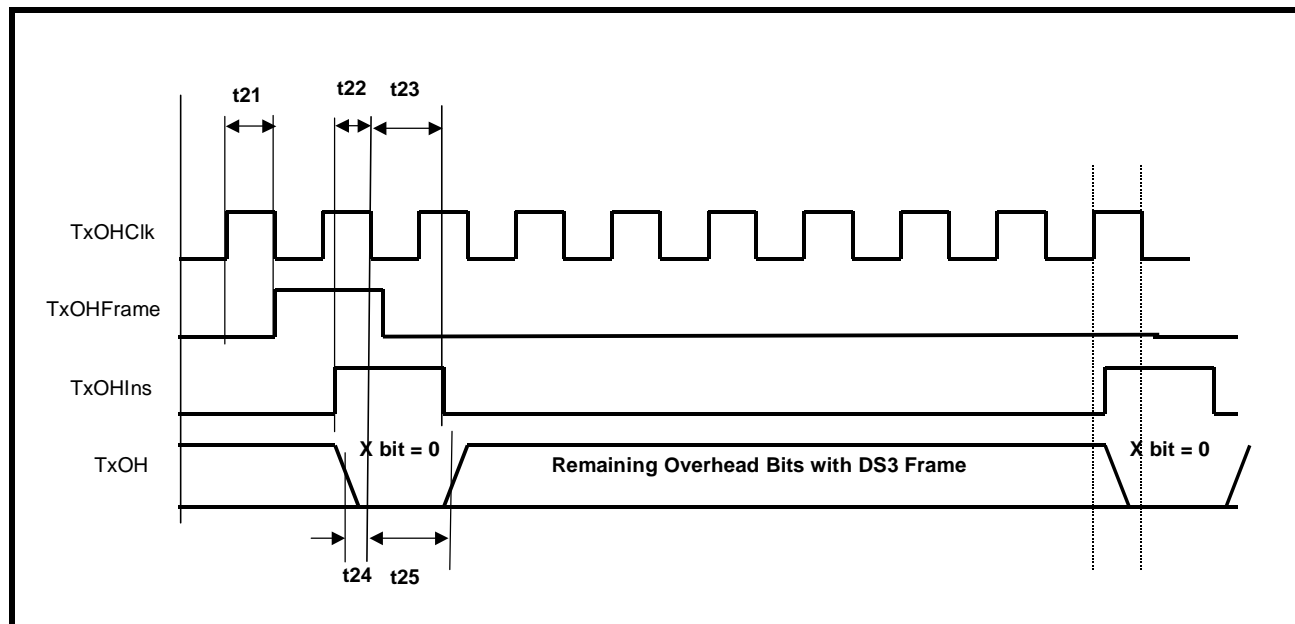 t21 t22 t23
TxOHClk
TxOHFrame
TxOHIns
X bit = 0 X bit = 0
TxOH Remaining Overhead Bits with DS3 Frame
t24 t25